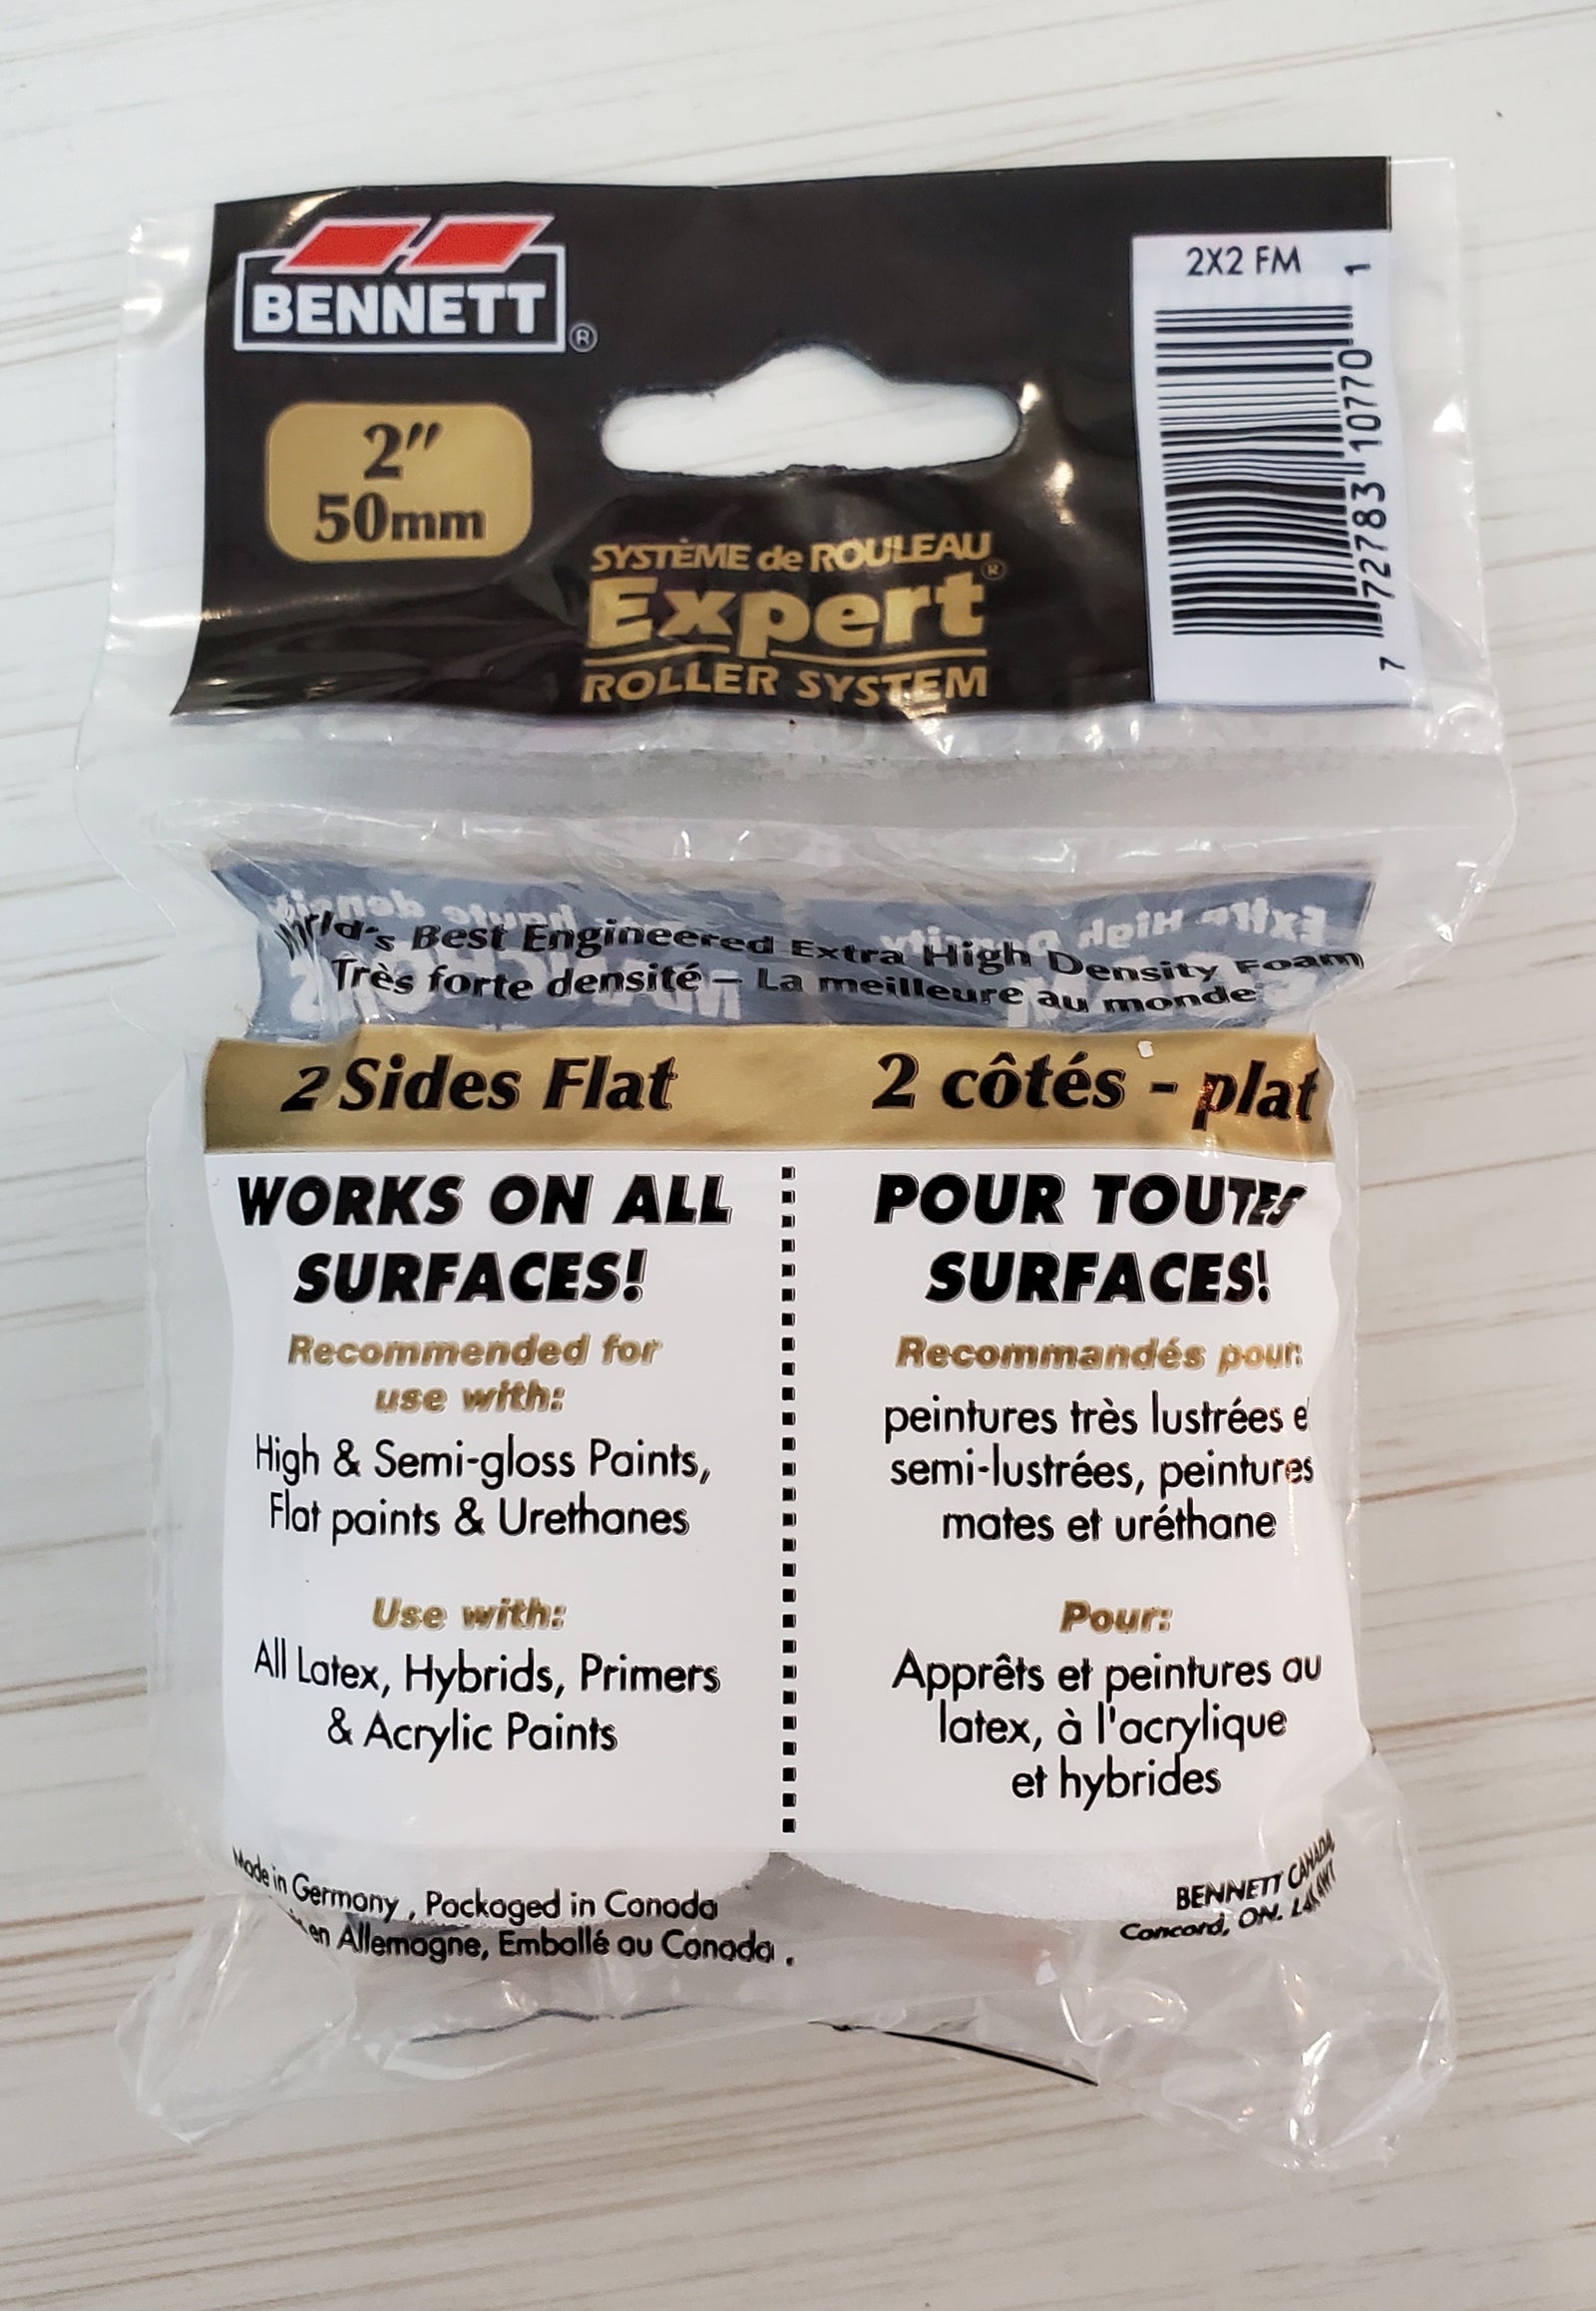 BENNETT®
2"
50mm
SYSTÈME de ROULEAU
Expert®
ROLLER SYSTEM
2X2 FM
7 72783 10770 1
Best Engineered Extra High Density Foam
Très forte densité – La meilleure au monde
2 Sides Flat
WORKS ON ALL
SURFACES!
Recommended for
use with:
High & Semi-gloss Paints,
Flat paints & Urethanes
Use with:
All Latex, Hybrids, Primers
& Acrylic Paints
2 côtés - plat
POUR TOUTES
SURFACES!
Recommandés pour:
peintures très lustrées
semi-lustrées, peintures
mates et uréthane
Pour:
Apprêts et peintures au
latex, à l'acrylique
et hybrides
Made in Germany, Packaged in Canada
en Allemagne, Emballé au Canada.
BENNETT CANADA,
Concord, ON.